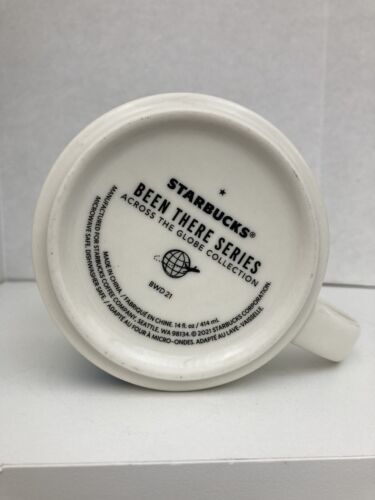 STARBUCKS®
BEEN THERE SERIES
ACROSS THE GLOBE COLLECTION
BWD 21
MADE IN CHINA. / FABRIQUÉ EN CHINE. 14 fl. oz / 414 mL
MANUFACTURED FOR STARBUCKS COFFEE COMPANY, SEATTLE, WA 98134. © 2021 STARBUCKS CORPORATION.
MICROWAVE SAFE. DISHWASHER SAFE. / ADAPTÉ AU FOUR À MICRO-ONDES. ADAPTÉ AU LAVE-VAISSELLE.